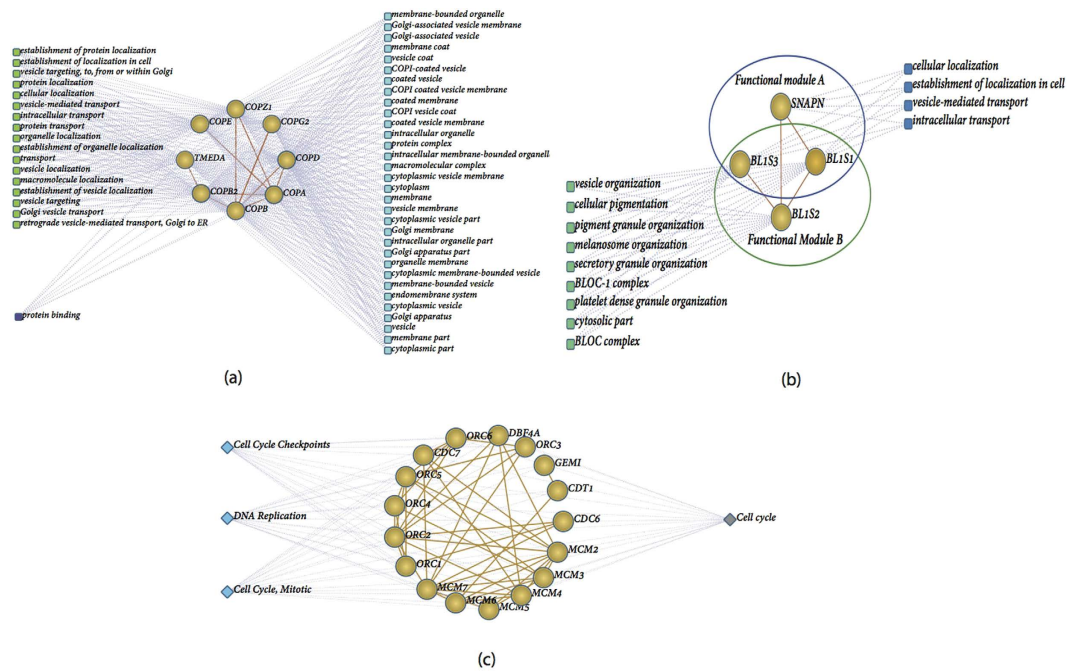 establishment of protein localization
establishment of localization in cell
vesicle targeting, to, from or within Golgi
protein localization
cellular localization
vesicle-mediated transport
intracellular transport
protein transport
organelle localization
establishment of organelle localization
transport
vesicle localization
macromolecule localization
establishment of vesicle localization
vesicle targeting
Golgi vesicle transport
retrograde vesicle-mediated transport, Golgi to ER
protein binding
COPZ1
COPE
COPG2
TMEDA
COPD
COPB2
COPA
COPB
membrane-bounded organelle
Golgi-associated vesicle membrane
Golgi-associated vesicle
membrane coat
vesicle coat
COPI-coated vesicle
coated vesicle
COPI coated vesicle membrane
coated membrane
COPI vesicle coat
coated vesicle membrane
intracellular organelle
protein complex
intracellular membrane-bounded organell
macromolecular complex
cytoplasmic vesicle membrane
cytoplasm
membrane
vesicle membrane
cytoplasmic vesicle part
Golgi membrane
intracellular organelle part
Golgi apparatus part
organelle membrane
cytoplasmic membrane-bounded vesicle
membrane-bounded vesicle
endomembrane system
cytoplasmic vesicle
Golgi apparatus
vesicle
membrane part
cytoplasmic part
(a)
Functional module A
SNAPN
BL1S3
BL1S1
BL1S2
Functional Module B
cellular localization
establishment of localization in cell
vesicle-mediated transport
intracellular transport
vesicle organization
cellular pigmentation
pigment granule organization
melanosome organization
secretory granule organization
BLOC-1 complex
platelet dense granule organization
cytosolic part
BLOC complex
(b)
Cell Cycle Checkpoints
DNA Replication
Cell Cycle, Mitotic
ORC6
DBF4A
ORC3
CDC7
GEMI
ORC5
CDT1
ORC4
CDC6
ORC2
MCM2
ORC1
MCM3
MCM7
MCM4
MCM6
MCM5
Cell cycle
(c)